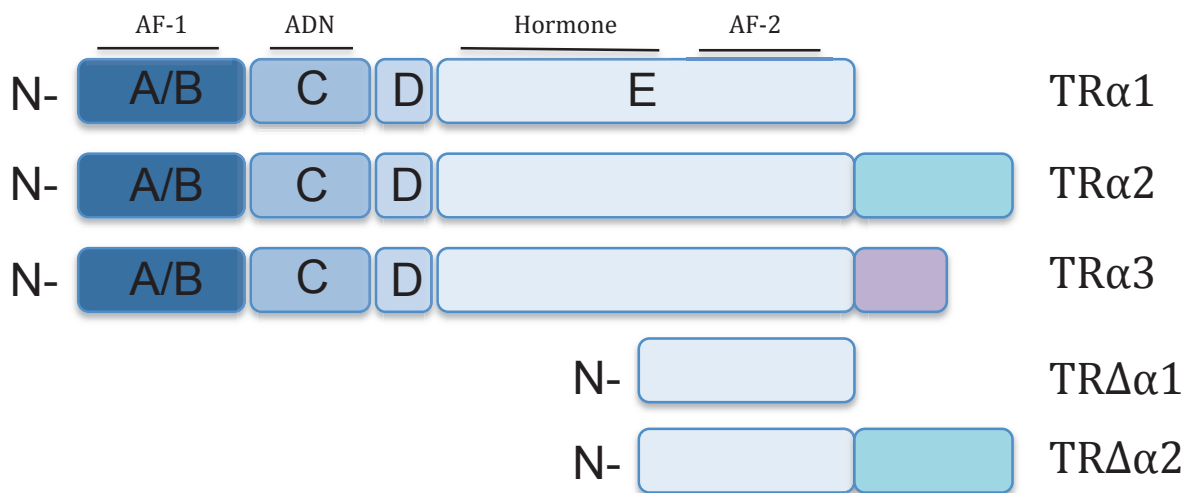 AF-1 ADN Hormone AF-2
N- A/B C D E TRα1
N- A/B C D TRα2
N- A/B C D TRα3
N- TRΔα1
N- TRΔα2